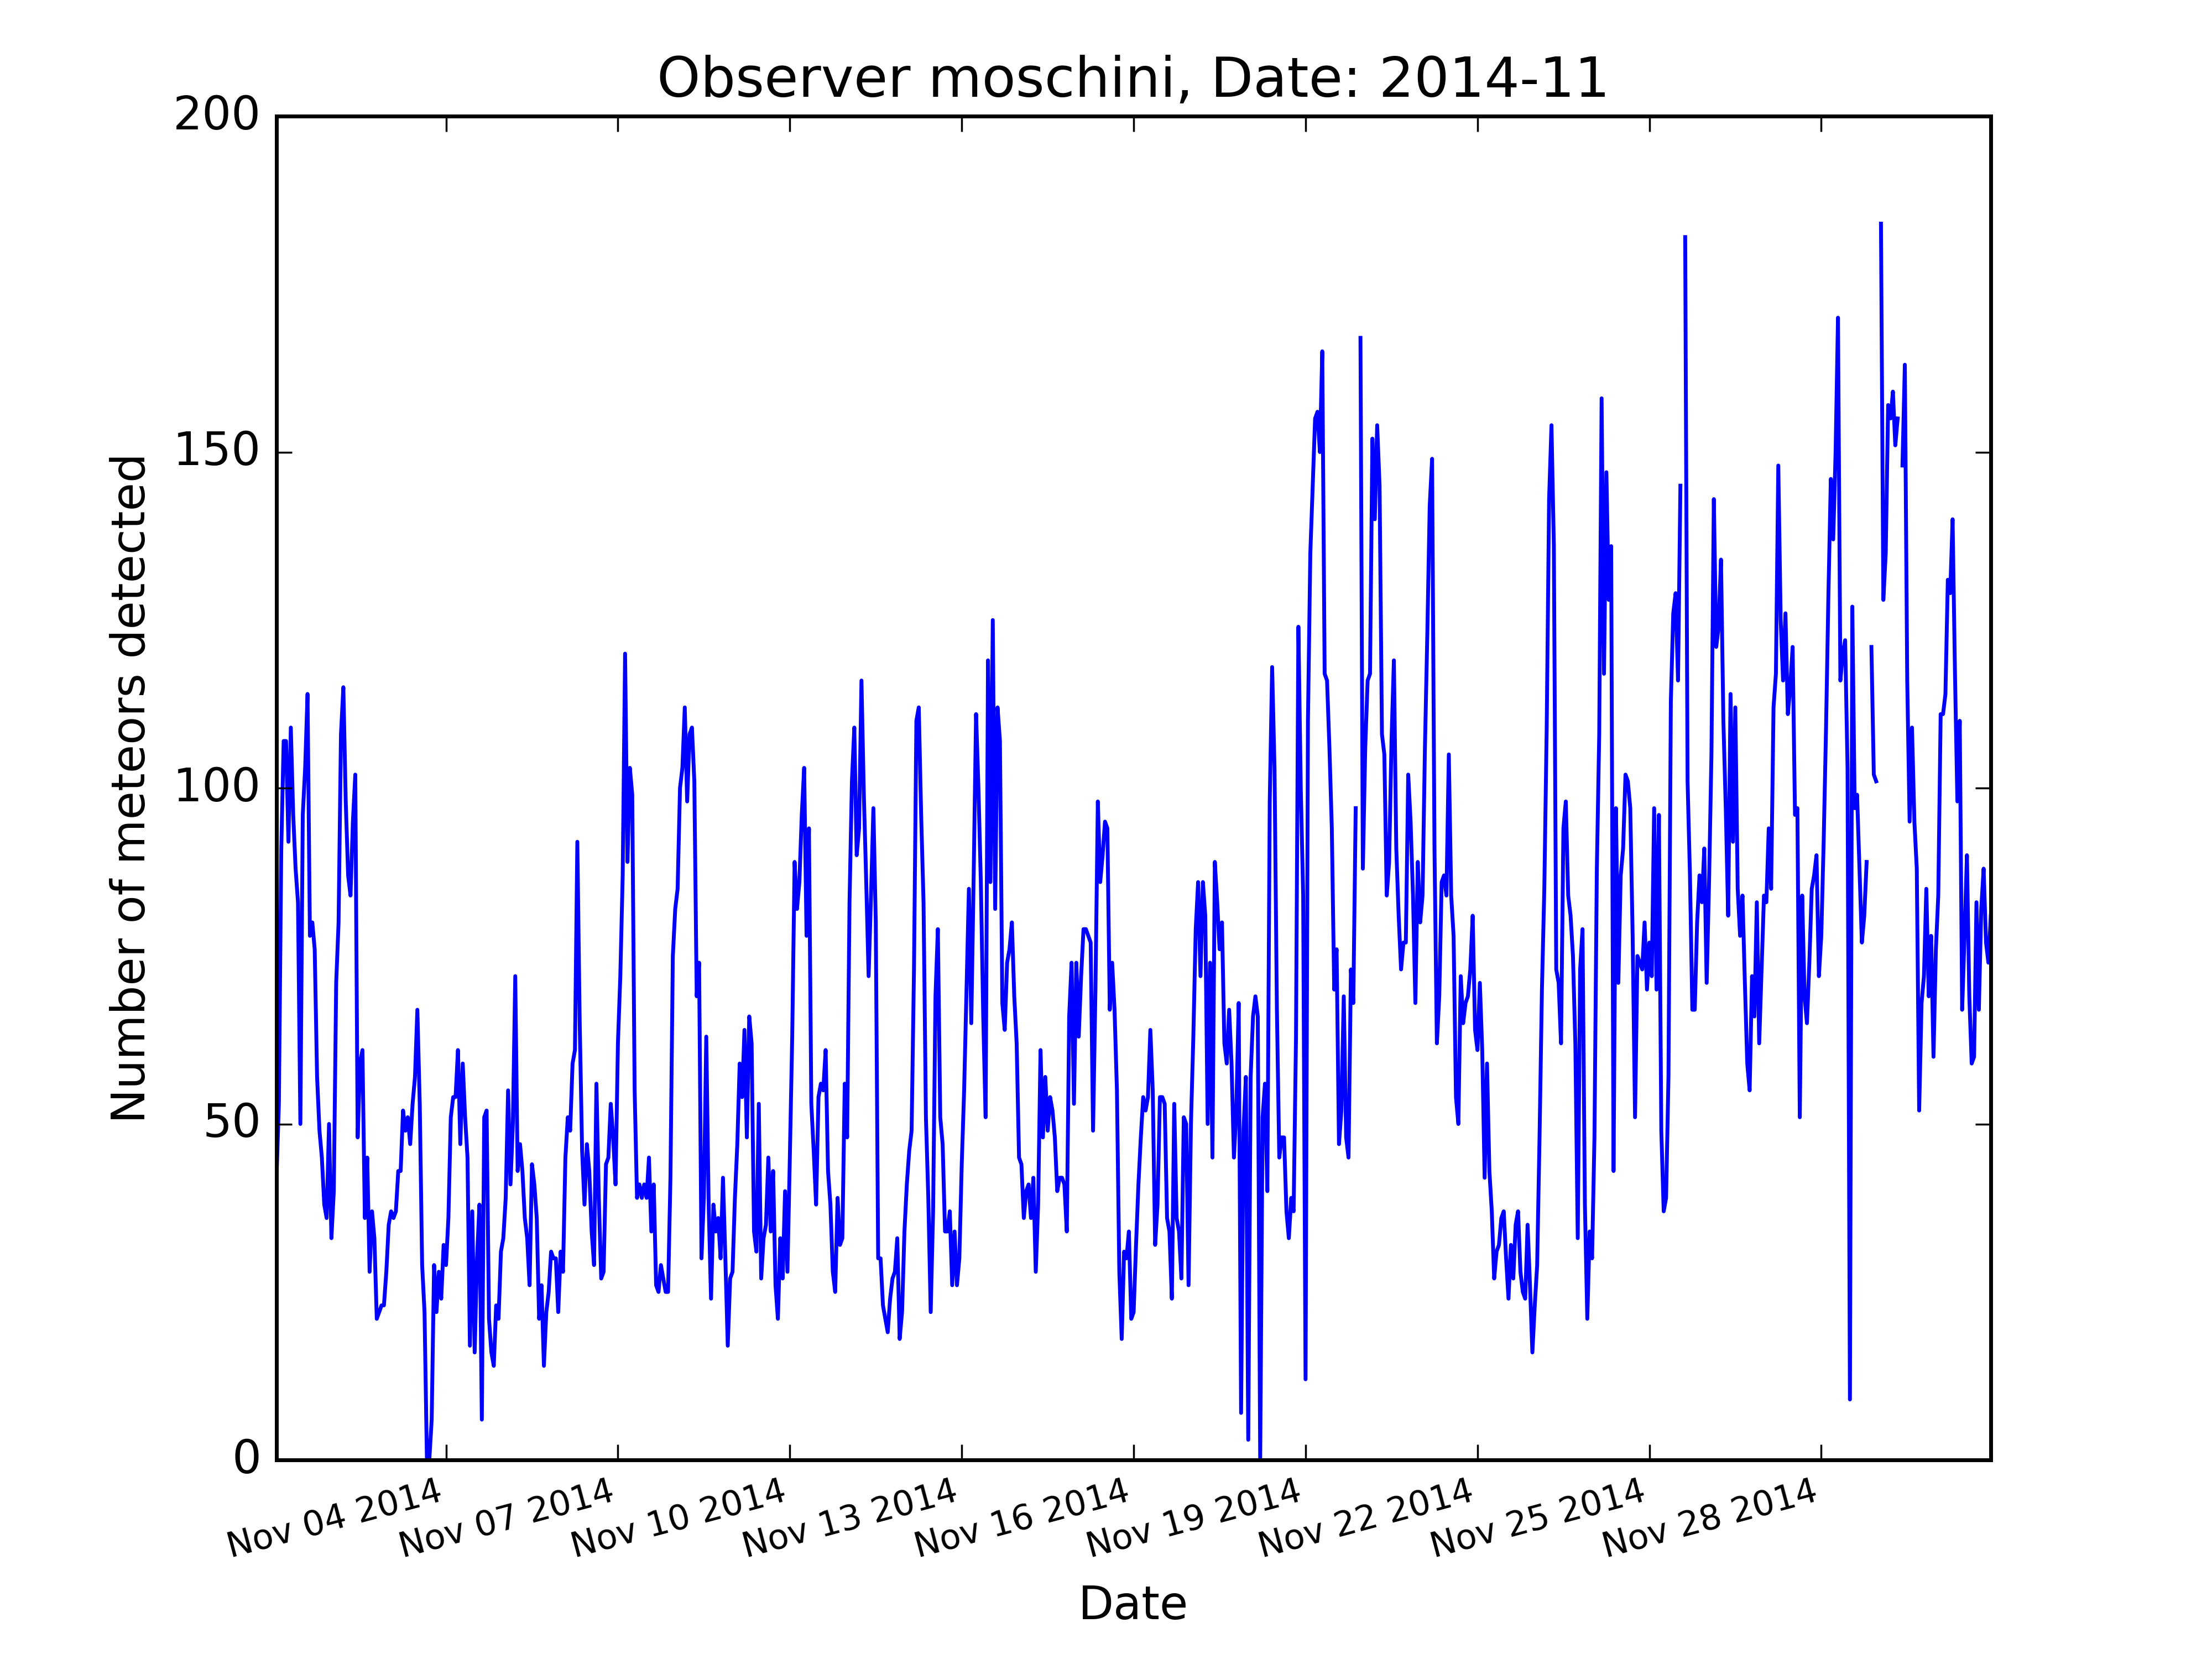 Observer moschini, Date: 2014-11
200
150
100
50
0
Number of meteors detected
Nov 04 2014
Nov 07 2014
Nov 10 2014
Nov 13 2014
Nov 16 2014
Nov 19 2014
Nov 22 2014
Nov 25 2014
Nov 28 2014
Date